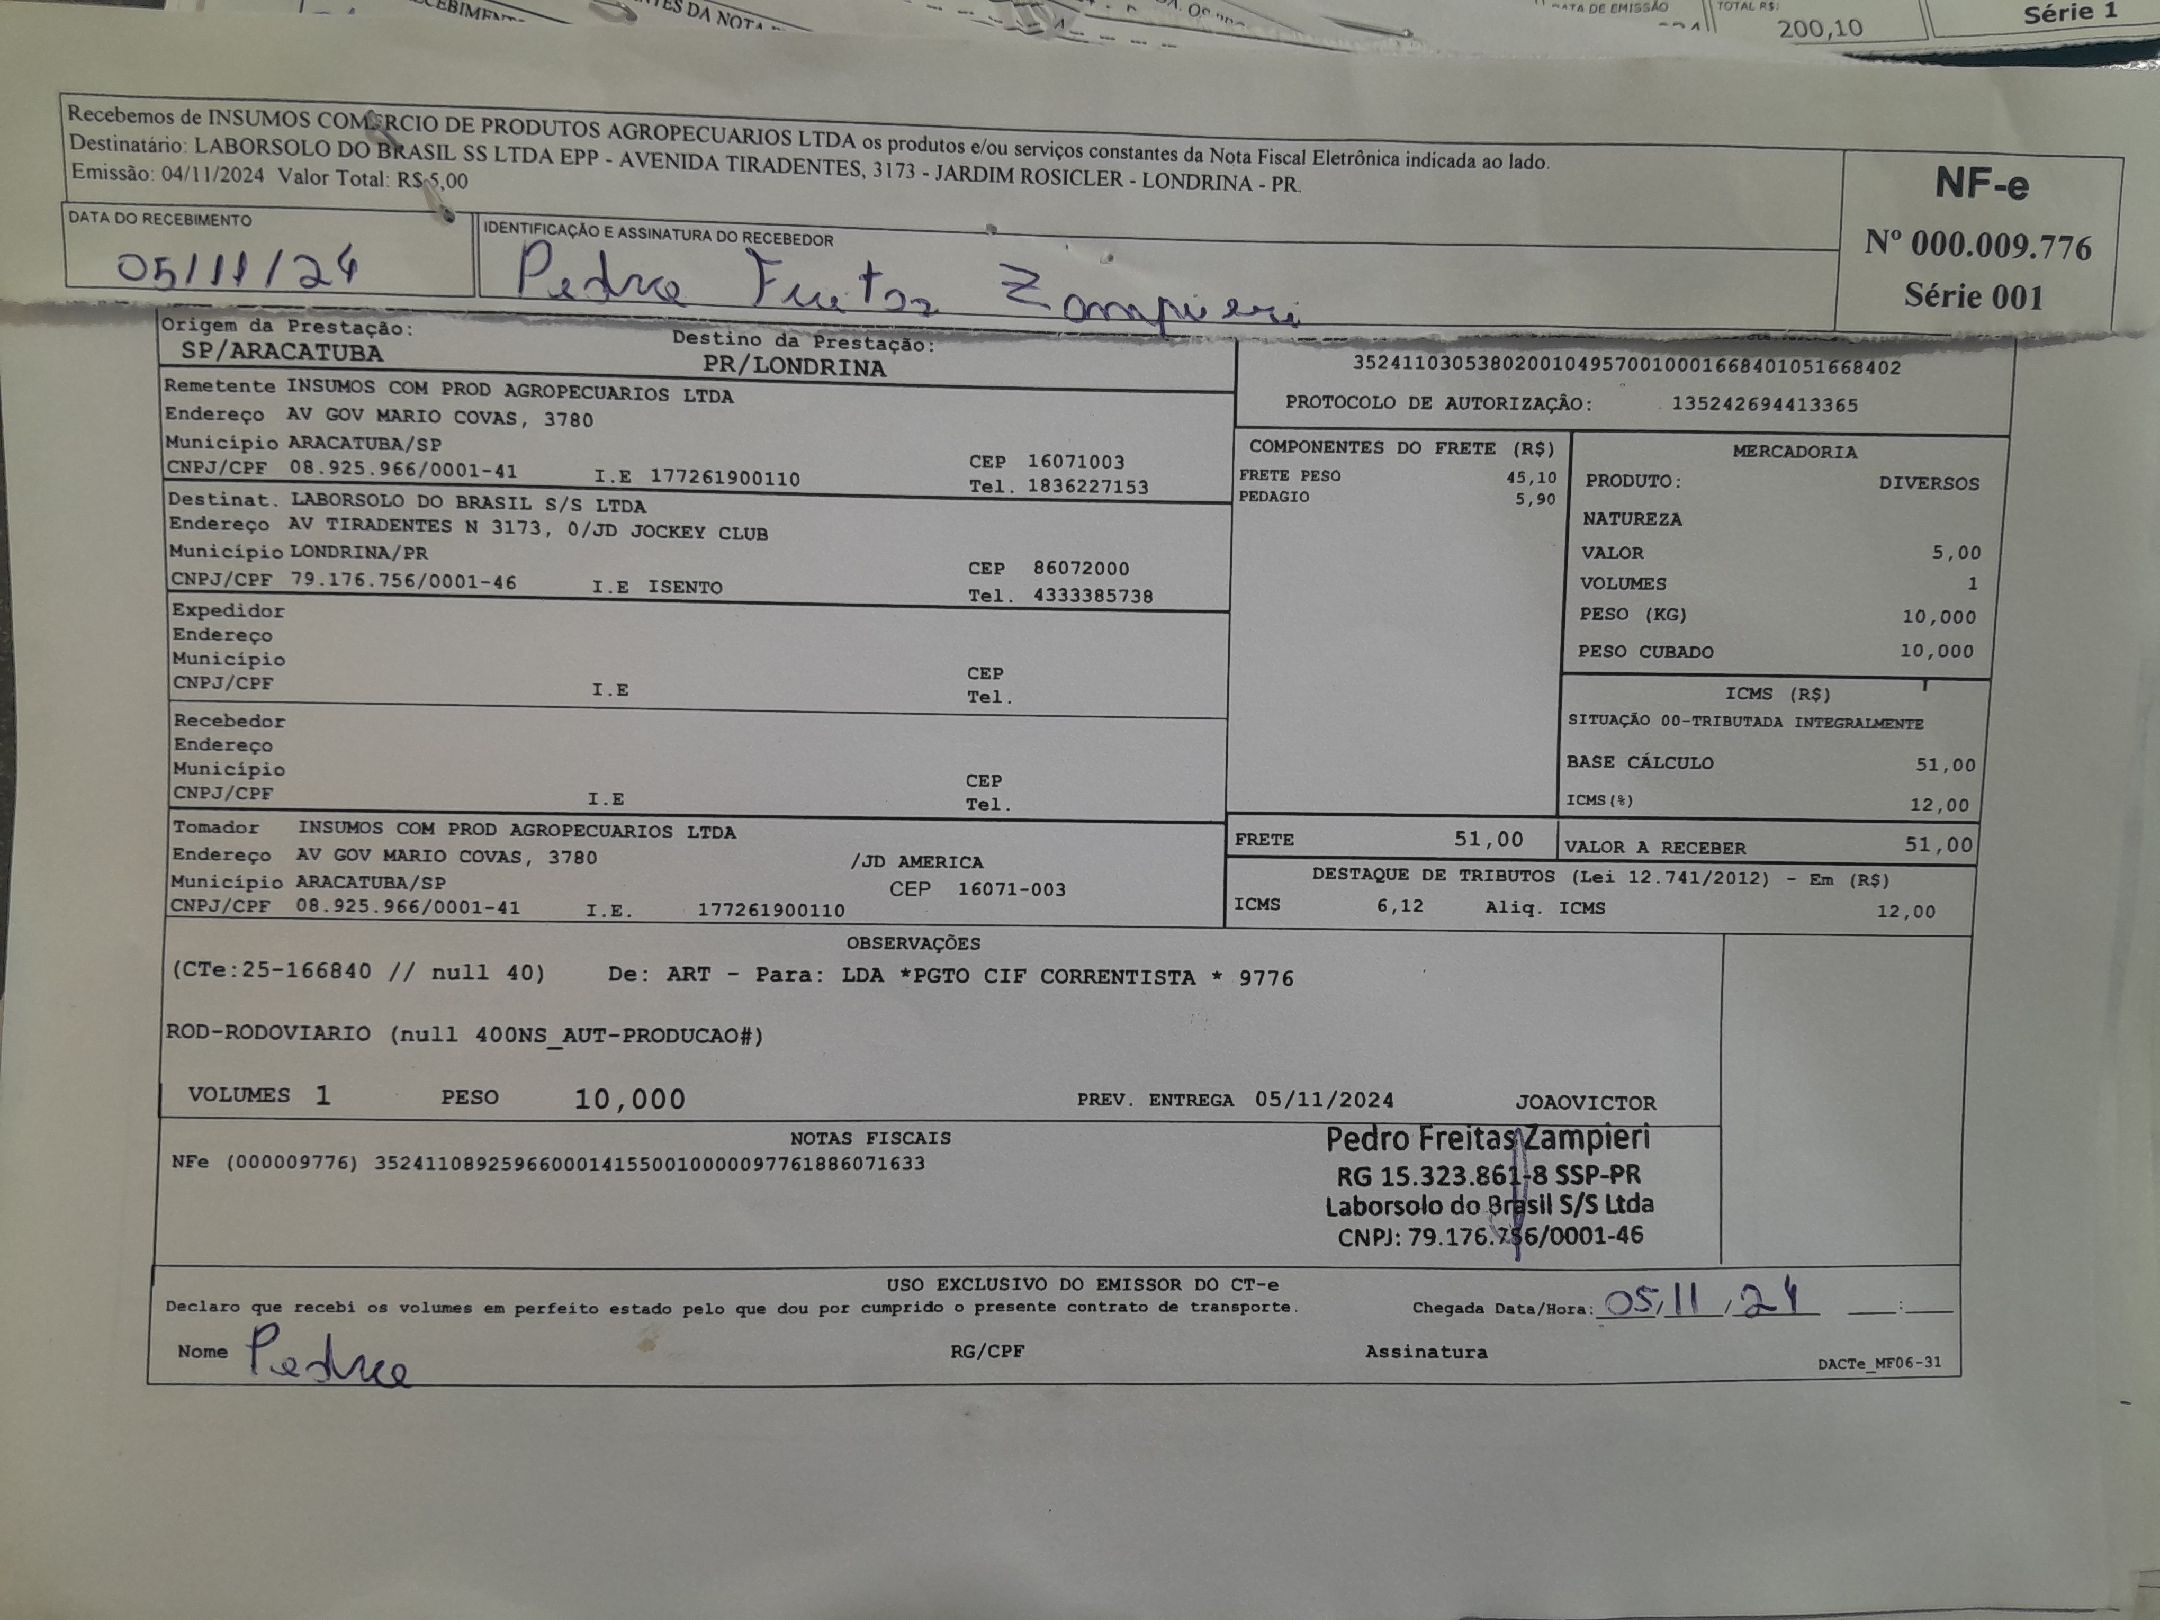 DATA DE EMISSÃO
TOTAL R$:
200,10
Série 1
Recebemos de INSUMOS COMERCIO DE PRODUTOS AGROPECUARIOS LTDA os produtos e/ou serviços constantes da Nota Fiscal Eletrônica indicada ao lado.
Destinatário: LABORSOLO DO BRASIL SS LTDA EPP - AVENIDA TIRADENTES, 3173 - JARDIM ROSICLER - LONDRINA - PR.
Emissão: 04/11/2024 Valor Total: R$ 5,00
NF-e
Nº 000.009.776
Série 001
DATA DO RECEBIMENTO
05/11/24
IDENTIFICAÇÃO E ASSINATURA DO RECEBEDOR
Pedro Freitas Zampieri
Origem da Prestação:
SP/ARACATUBA
Destino da Prestação:
PR/LONDRINA
35241103053802001049570010001668401051668402
PROTOCOLO DE AUTORIZAÇÃO: 135242694413365
Remetente INSUMOS COM PROD AGROPECUARIOS LTDA
Endereço AV GOV MARIO COVAS, 3780
Município ARACATUBA/SP CEP 16071003
CNPJ/CPF 08.925.966/0001-41 I.E 177261900110 Tel. 1836227153
Destinat. LABORSOLO DO BRASIL S/S LTDA
Endereço AV TIRADENTES N 3173, 0/JD JOCKEY CLUB
Município LONDRINA/PR CEP 86072000
CNPJ/CPF 79.176.756/0001-46 I.E ISENTO Tel. 4333385738
Expedidor
Endereço
Município CEP
CNPJ/CPF I.E Tel.
Recebedor
Endereço
Município CEP
CNPJ/CPF I.E Tel.
Tomador INSUMOS COM PROD AGROPECUARIOS LTDA
Endereço AV GOV MARIO COVAS, 3780 /JD AMERICA
Município ARACATUBA/SP CEP 16071-003
CNPJ/CPF 08.925.966/0001-41 I.E. 177261900110
COMPONENTES DO FRETE (R$)
FRETE PESO 45,10
PEDAGIO 5,90
MERCADORIA
PRODUTO: DIVERSOS
NATUREZA
VALOR 5,00
VOLUMES 1
PESO (KG) 10,000
PESO CUBADO 10,000
ICMS (R$)
SITUAÇÃO 00-TRIBUTADA INTEGRALMENTE
BASE CÁLCULO 51,00
ICMS(%) 12,00
FRETE 51,00 VALOR A RECEBER 51,00
DESTAQUE DE TRIBUTOS (Lei 12.741/2012) - Em (R$)
ICMS 6,12 Aliq. ICMS 12,00
OBSERVAÇÕES
(CTe:25-166840 // null 40) De: ART - Para: LDA *PGTO CIF CORRENTISTA * 9776
ROD-RODOVIARIO (null 400NS_AUT-PRODUCAO#)
VOLUMES 1 PESO 10,000 PREV. ENTREGA 05/11/2024 JOAOVICTOR
NOTAS FISCAIS
NFe (000009776) 35241108925966000141550010000097761886071633
Pedro Freitas Zampieri
RG 15.323.861-8 SSP-PR
Laborsolo do Brasil S/S Ltda
CNPJ: 79.176.756/0001-46
USO EXCLUSIVO DO EMISSOR DO CT-e
Declaro que recebi os volumes em perfeito estado pelo que dou por cumprido o presente contrato de transporte. Chegada Data/Hora: 05/11/24 __:__
Nome Pedro RG/CPF Assinatura
DACTe_MF06-31